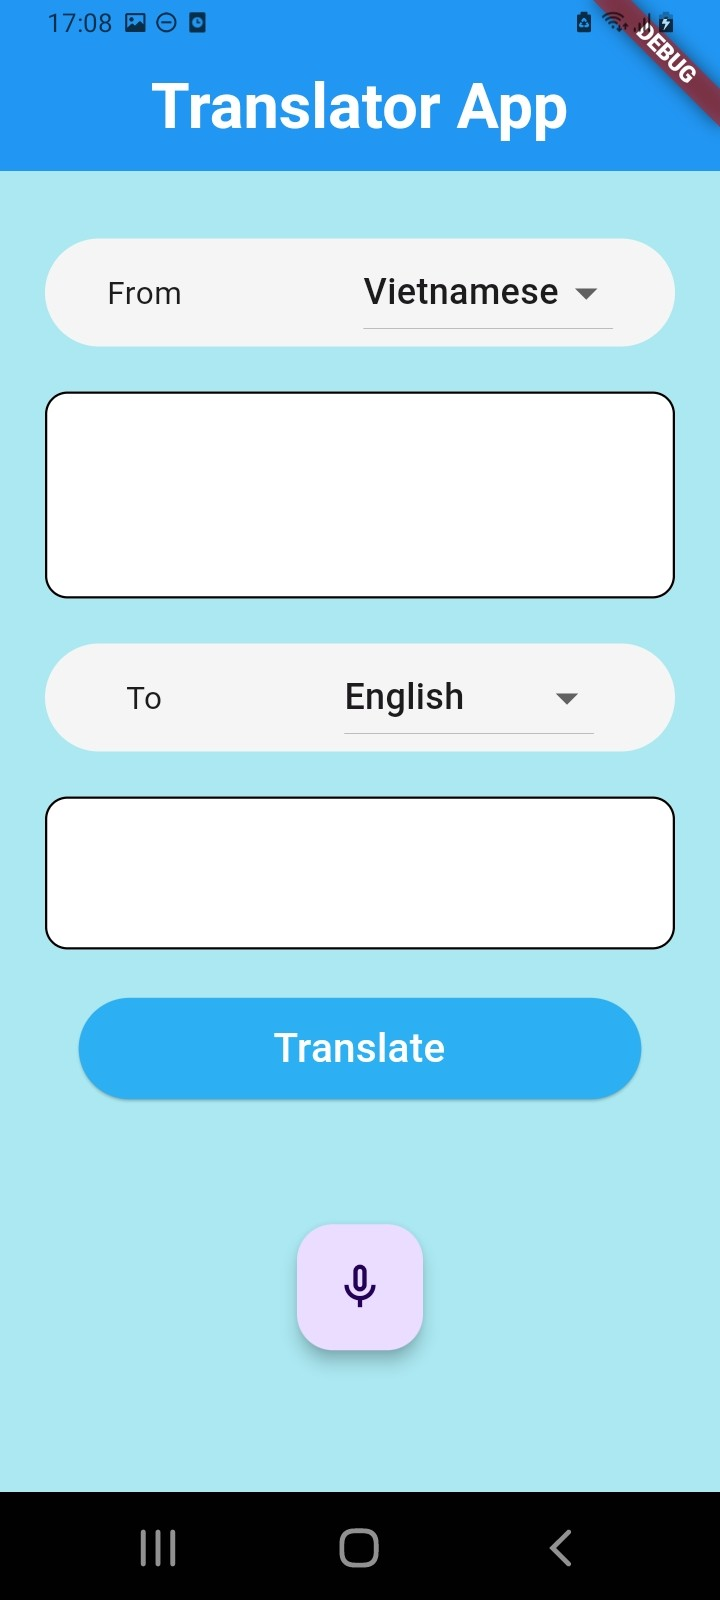 17:08
DEBUG
Translator App
From
Vietnamese
To
English
Translate